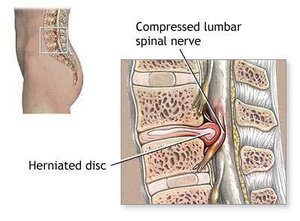 Compressed lumbar
spinal nerve
Herniated disc